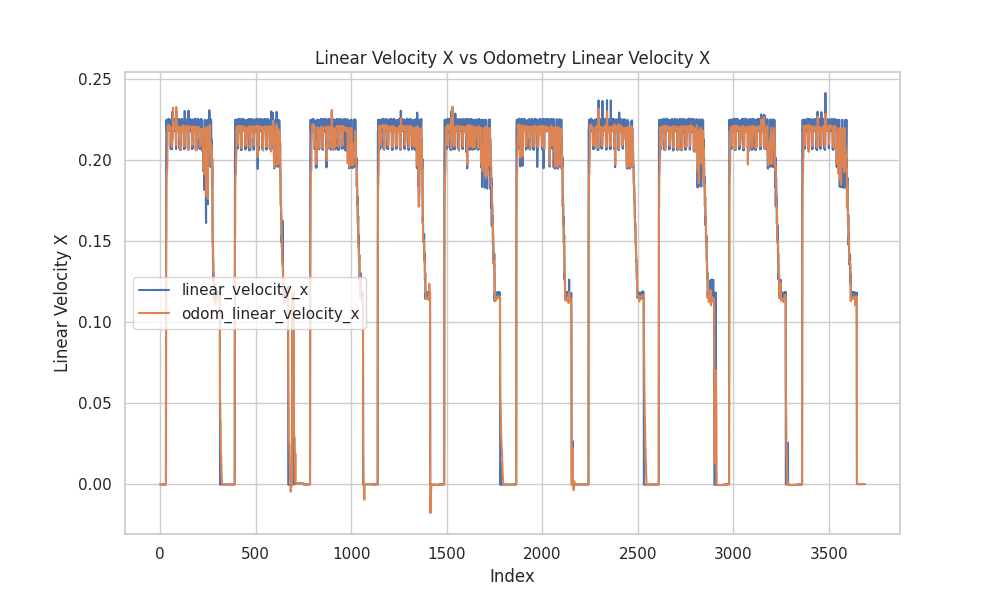 Linear Velocity X vs Odometry Linear Velocity X
0.25
0.20
0.15
0.10
0.05
0.00
Linear Velocity X
linear_velocity_x
odom_linear_velocity_x
0 500 1000 1500 2000 2500 3000 3500
Index